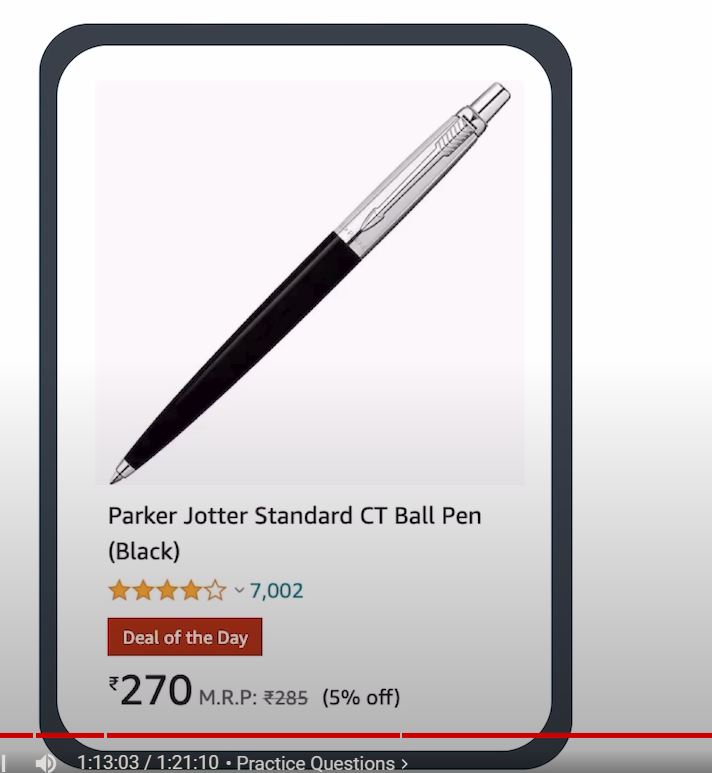 Parker Jotter Standard CT Ball Pen
(Black)
7,002
Deal of the Day
₹270 M.R.P: ₹285 (5% off)
1:13:03 / 1:21:10 • Practice Questions >